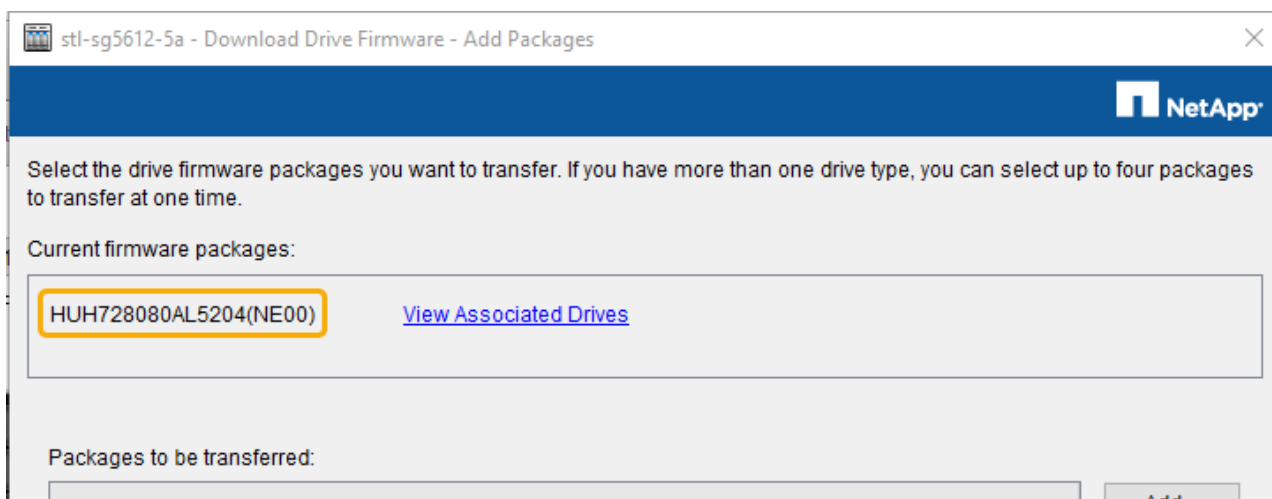 stl-sg5612-5a - Download Drive Firmware - Add Packages
NetApp
Select the drive firmware packages you want to transfer. If you have more than one drive type, you can select up to four packages
to transfer at one time.
Current firmware packages:
HUH728080AL5204(NE00) View Associated Drives
Packages to be transferred: